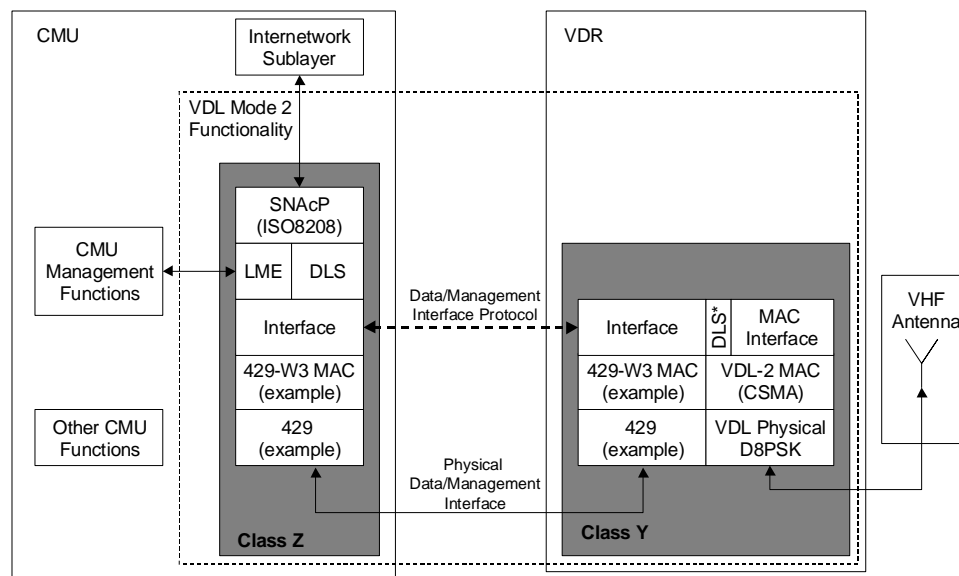 CMU
Internetwork
Sublayer
VDL Mode 2
Functionality
SNAcP
(ISO8208)
CMU
Management
Functions
LME
DLS
Interface
429-W3 MAC
(example)
429
(example)
Other CMU
Functions
Class Z
Data/Management
Interface Protocol
Physical
Data/Management
Interface
VDR
Interface
DLS*
MAC
Interface
429-W3 MAC
(example)
VDL-2 MAC
(CSMA)
429
(example)
VDL Physical
D8PSK
Class Y
VHF
Antenna